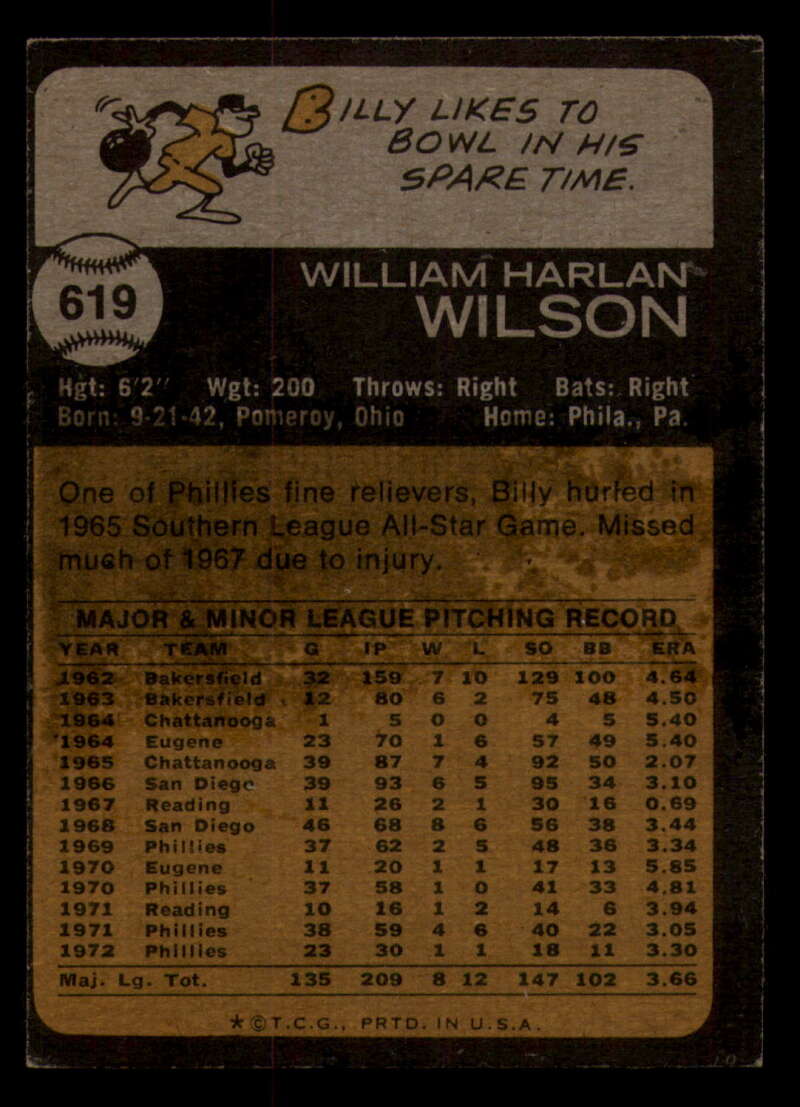 BILLY LIKES TO
BOWL IN HIS
SPARE TIME.
619
WILLIAM HARLAN
WILSON
Hgt: 6'2" Wgt: 200 Throws: Right Bats: Right
Born: 9-21-42, Pomeroy, Ohio Home: Phila., Pa.
One of Phillies fine relievers, Billy hurled in
1965 Southern League All-Star Game. Missed
much of 1967 due to injury.
MAJOR & MINOR LEAGUE PITCHING RECORD
YEAR TEAM G IP W L SO BB ERA
1962 Bakersfield 32 159 7 10 129 100 4.64
1963 Bakersfield 12 80 6 2 75 48 4.50
1964 Chattanooga 1 5 0 0 4 5 5.40
1964 Eugene 23 70 1 6 57 49 5.40
1965 Chattanooga 39 87 7 4 92 50 2.07
1966 San Diego 39 93 6 5 95 34 3.10
1967 Reading 11 26 2 1 30 16 0.69
1968 San Diego 46 68 8 6 56 38 3.44
1969 Phillies 37 62 2 5 48 36 3.34
1970 Eugene 11 20 1 1 17 13 5.85
1970 Phillies 37 58 1 0 41 33 4.81
1971 Reading 10 16 1 2 14 6 3.94
1971 Phillies 38 59 4 6 40 22 3.05
1972 Phillies 23 30 1 1 18 11 3.30
Maj. Lg. Tot. 135 209 8 12 147 102 3.66
★ © T.C.G., PRTD. IN U.S.A.